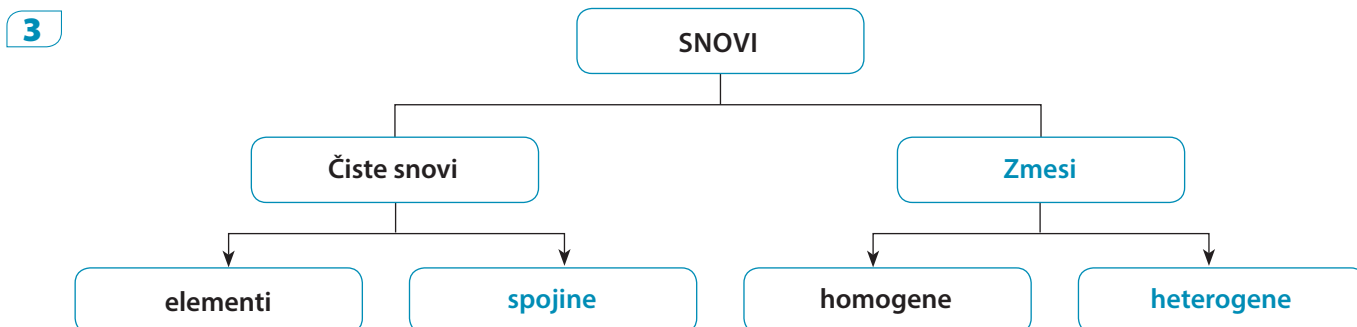 3
SNOVI
Čiste snovi
Zmesi
elementi
spojine
homogene
heterogene